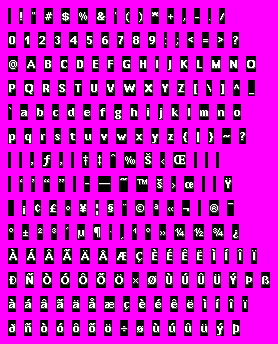 ! " # $ % & ' ( ) * + , - . /
0 1 2 3 4 5 6 7 8 9 : ; < = > ?
@ A B C D E F G H I J K L M N O
P Q R S T U V W X Y Z [ \ ] ^ _
` a b c d e f g h i j k l m n o
p q r s t u v w x y z { | } ~ ?
‚ ƒ „ † ‡ ˆ ‰ Š ‹ Œ
‘ ’ “ ” – — ˜ ™ š › œ Ÿ
¡ ¢ £ ¤ ¥ ¦ § ¨ © ª « ¬ ® ¯
° ± ² ³ ´ µ ¶ · ¸ ¹ º » ¼ ½ ¾ ¿
À Á Â Ã Ä Å Æ Ç È É Ê Ë Ì Í Î Ï
Ð Ñ Ò Ó Ô Õ Ö × Ø Ù Ú Û Ü Ý Þ ß
à á â ã ä å æ ç è é ê ë ì í î ï
ð ñ ò ó ô õ ö ÷ ø ù ú û ü ý þ